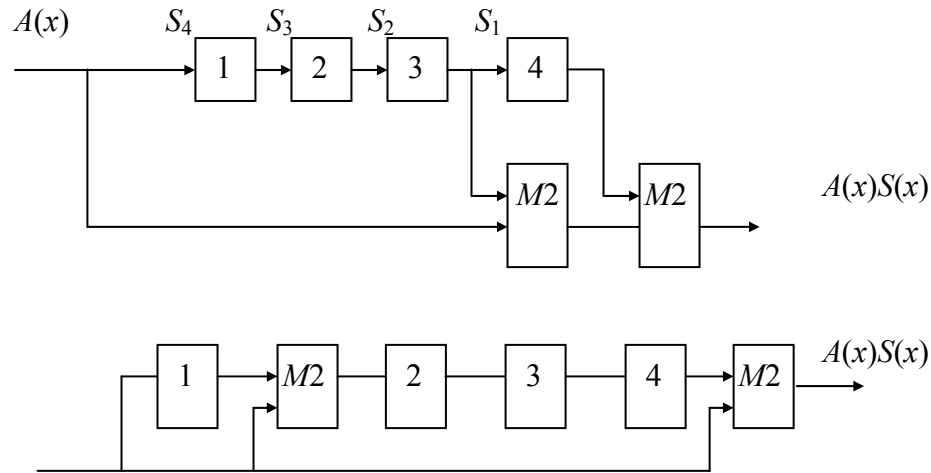 A(x) S₄ S₃ S₂ S₁
1 2 3 4
M2 M2 A(x)S(x)
1 M2 2 3 4 M2 A(x)S(x)